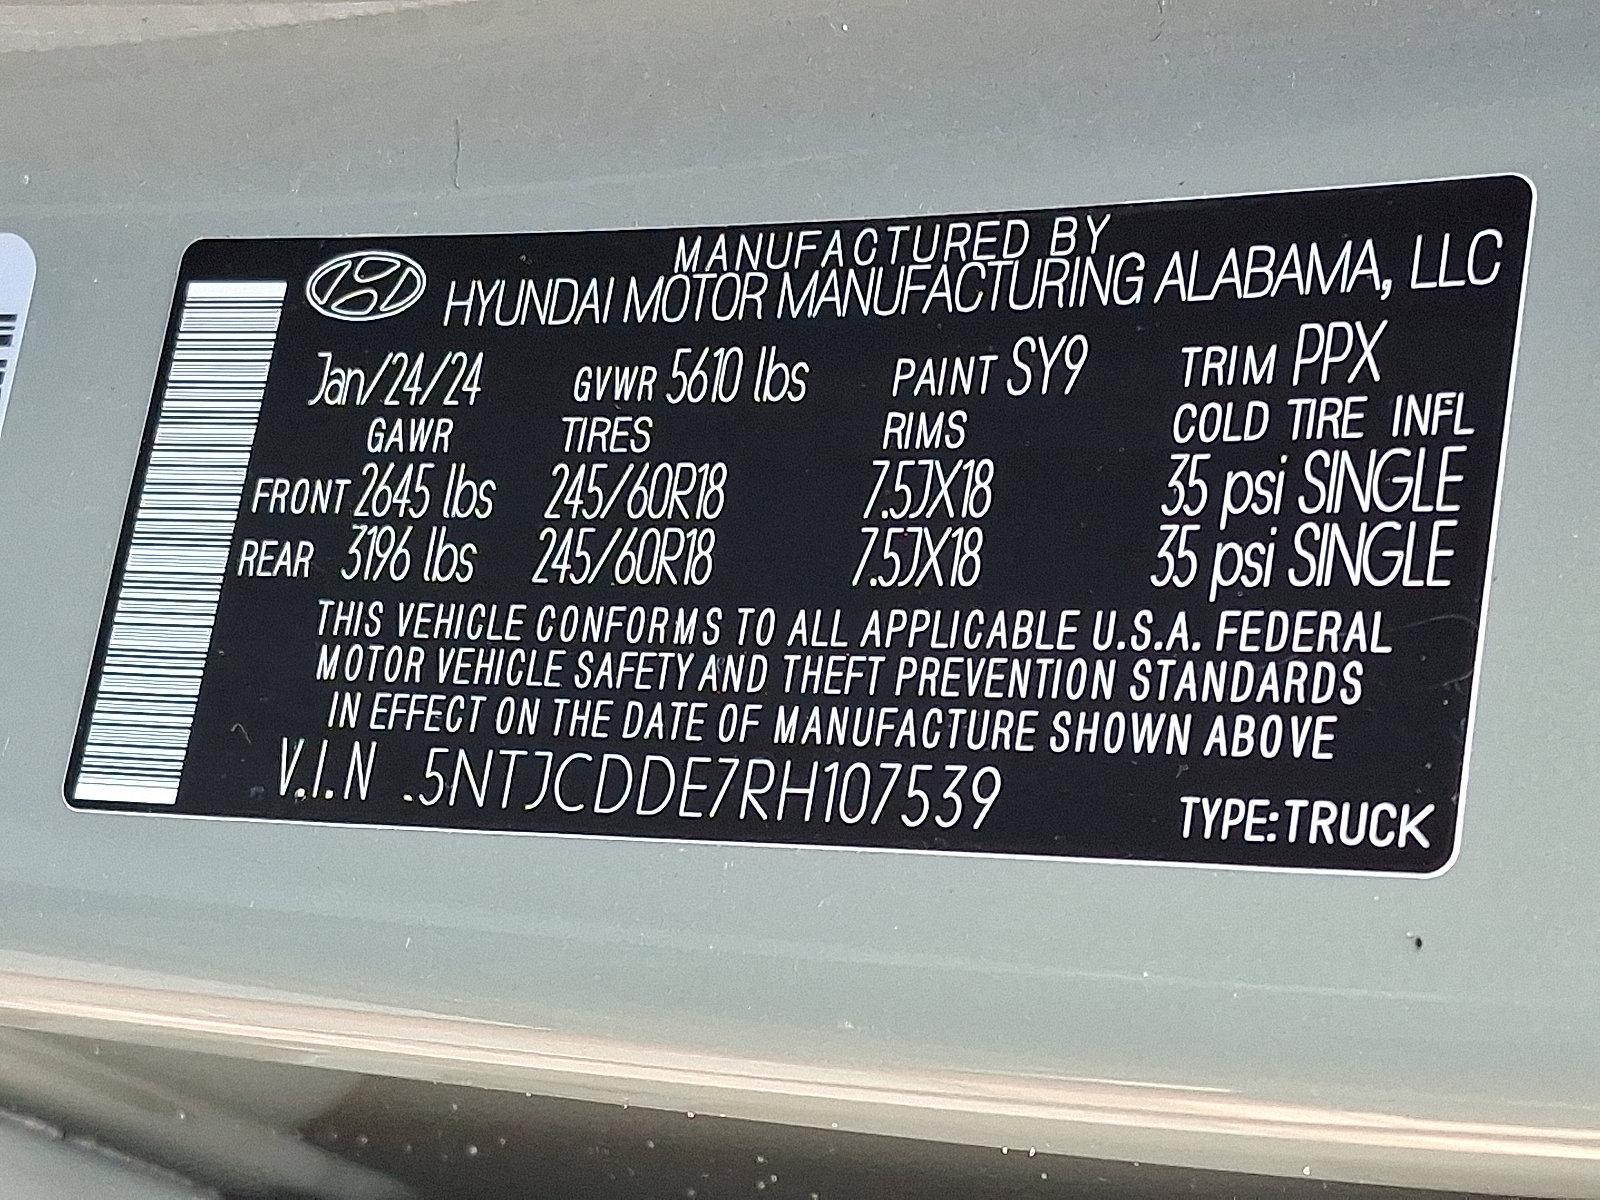 MANUFACTURED BY
HYUNDAI MOTOR MANUFACTURING ALABAMA, LLC
Jan/24/24 GVWR 5610 lbs PAINT SY9 TRIM PPX
GAWR TIRES RIMS COLD TIRE INFL
FRONT 2645 lbs 245/60R18 7.5JX18 35 psi SINGLE
REAR 3196 lbs 245/60R18 7.5JX18 35 psi SINGLE
THIS VEHICLE CONFORMS TO ALL APPLICABLE U.S.A. FEDERAL
MOTOR VEHICLE SAFETY AND THEFT PREVENTION STANDARDS
IN EFFECT ON THE DATE OF MANUFACTURE SHOWN ABOVE
V.I.N .5NTJCDDE7RH107539 TYPE:TRUCK